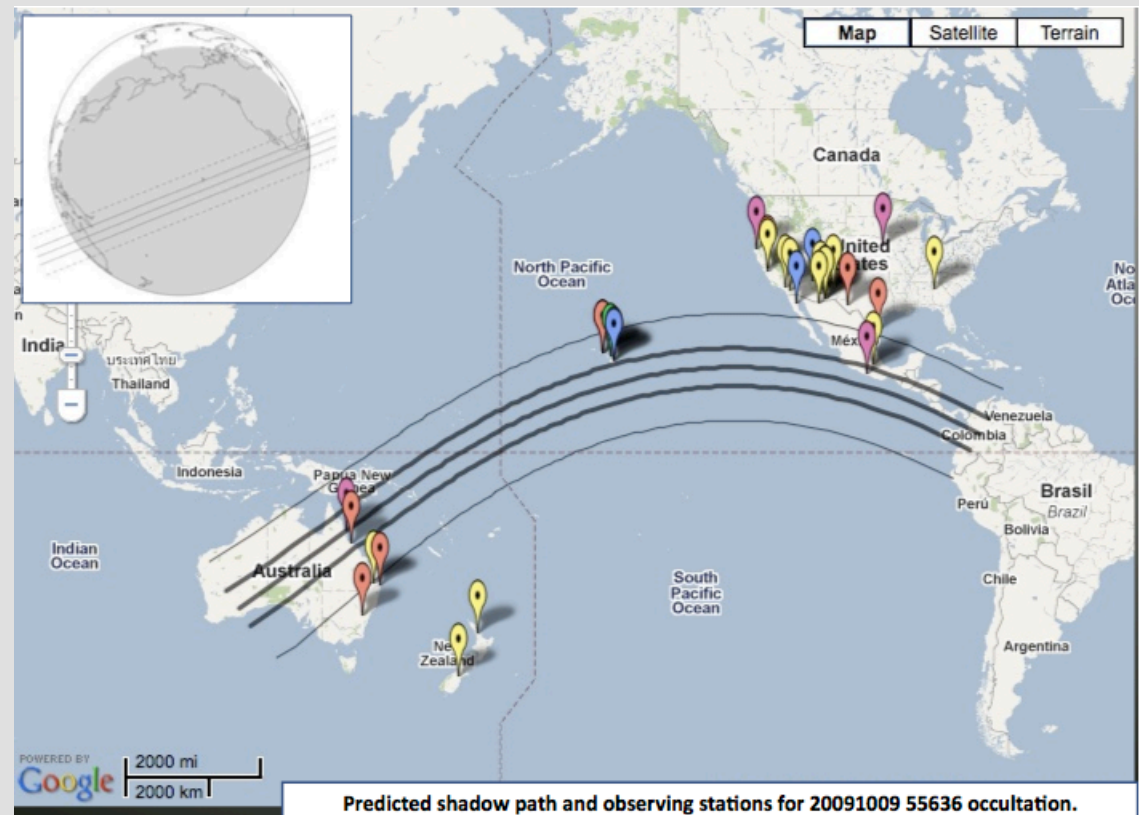 Map
Satellite
Terrain
Canada
United
States
North Pacific
Ocean
India
ประเทศไทย
Thailand
Venezuela
Colombia
Indonesia
Papua New
Guinea
Perú
Brasil
Brazil
Bolivia
Indian
Ocean
Australia
South
Pacific
Ocean
Chile
New
Zealand
Argentina
POWERED BY
Google
2000 mi
2000 km
Predicted shadow path and observing stations for 20091009 55636 occultation.